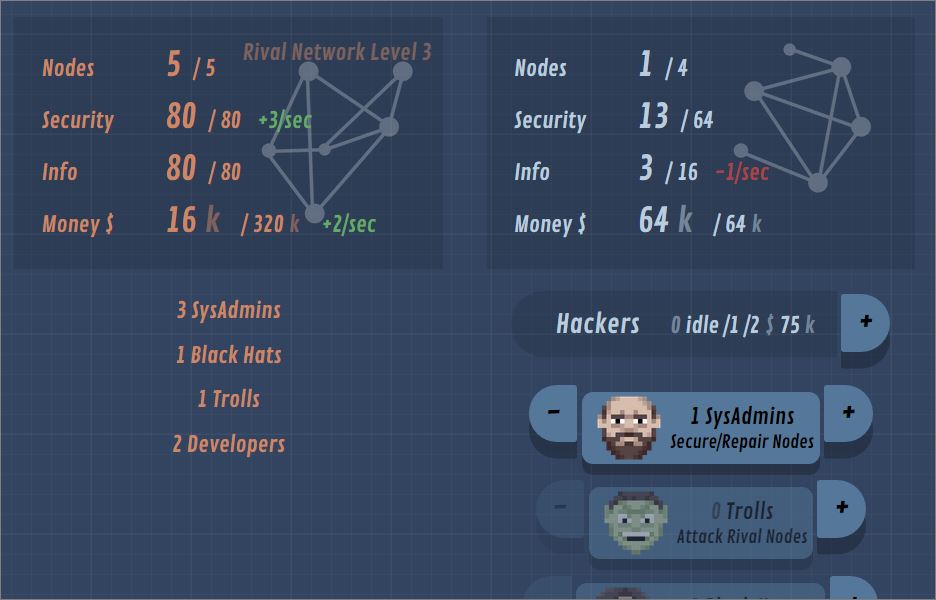 Rival Network Level 3
Nodes 5 / 5
Security 80 / 80 +3/sec
Info 80 / 80
Money $ 16 k / 320 k +2/sec
3 SysAdmins
1 Black Hats
1 Trolls
2 Developers
Nodes 1 / 4
Security 13 / 64
Info 3 / 16 -1/sec
Money $ 64 k / 64 k
Hackers 0 idle /1 /2 $ 75 k +
- 1 SysAdmins +
Secure/Repair Nodes
- 0 Trolls +
Attack Rival Nodes